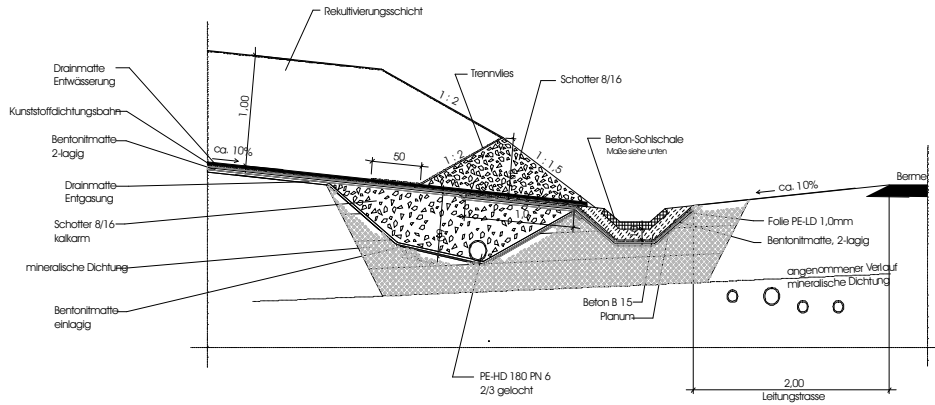 Rekultivierungsschicht
Drainmatte
Entwässerung
Trennvlies
Schotter 8/16
1 : 2
1,00
Kunststoffdichtungsbahn
ca. 10%
Bentonitmatte
2-lagig
50
1 : 2
1 : 1,5
Beton-Sohlschale
Maße siehe unten
Drainmatte
Entgasung
ca. 10%
Berme
Schotter 8/16
kalkarm
1,0
Folie PE-LD 1,0mm
Bentonitmatte, 2-lagig
mineralische Dichtung
angenommener Verlauf
mineralische Dichtung
Bentonitmatte
einlagig
Beton B 15
Planum
PE-HD 180 PN 6
2/3 gelocht
2,00
Leitungstrasse